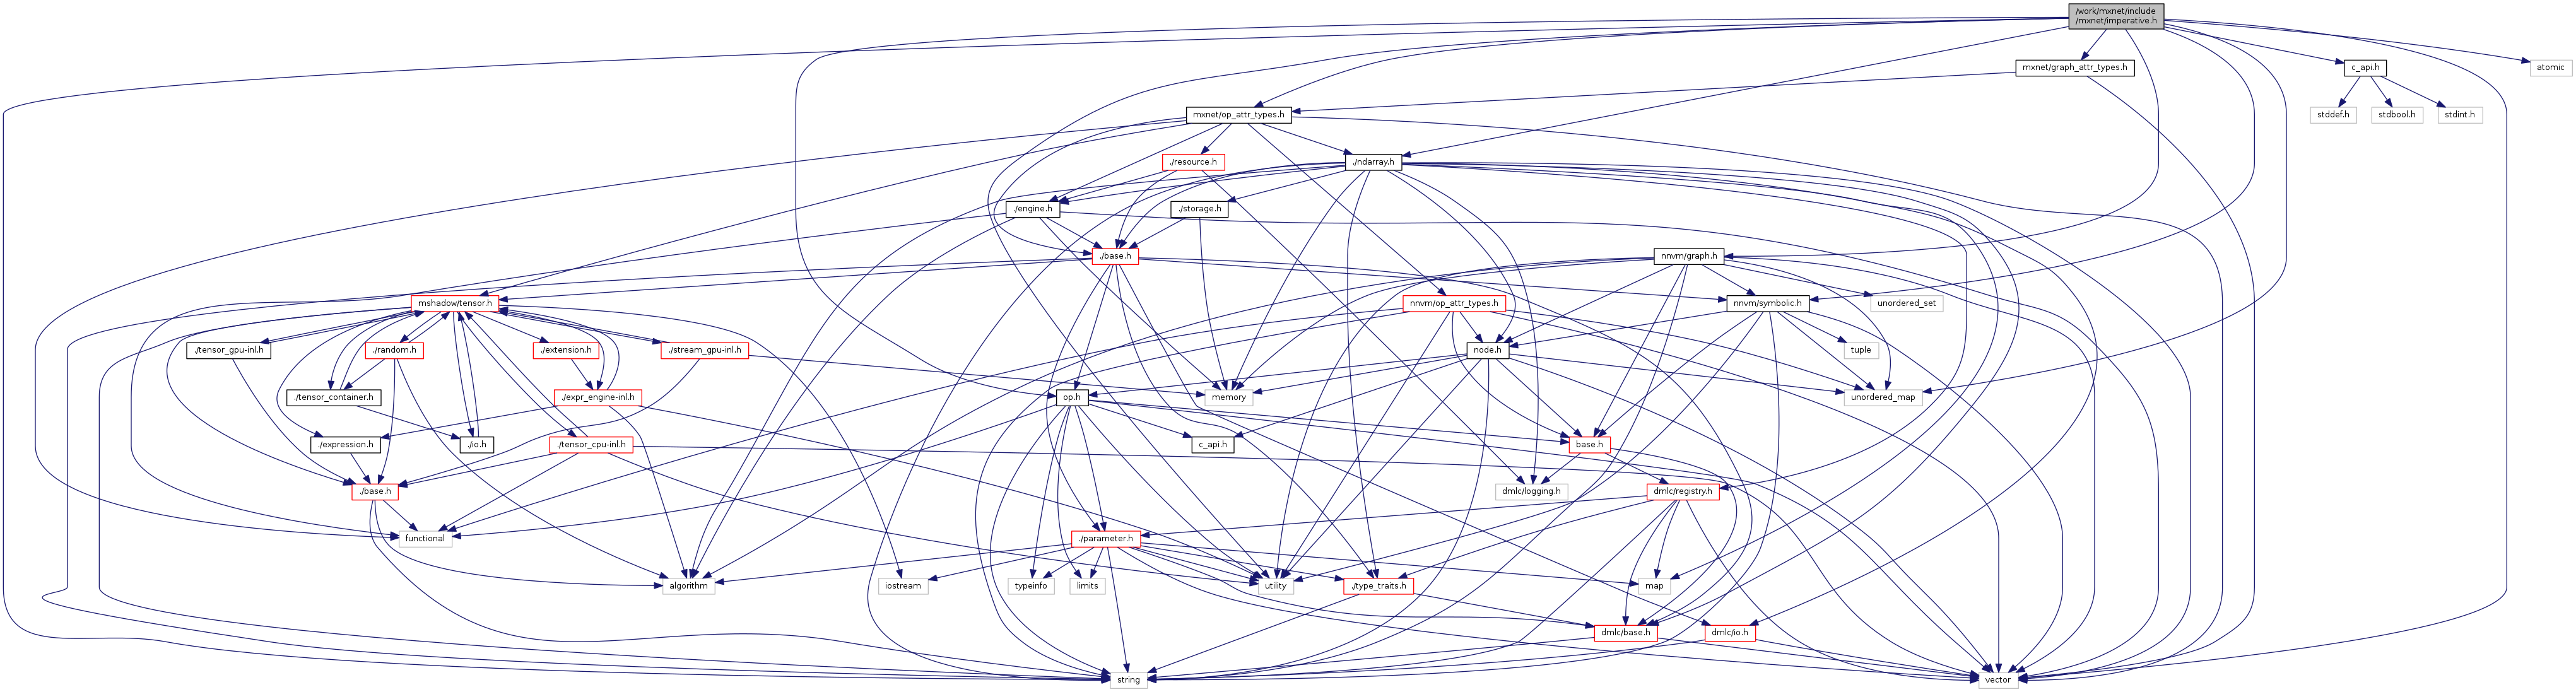 /work/mxnet/include
/mxnet/imperative.h
mxnet/graph_attr_types.h
c_api.h
atomic
mxnet/op_attr_types.h
stddef.h
stdbool.h
stdint.h
./resource.h
./ndarray.h
./engine.h
./storage.h
./base.h
nnvm/graph.h
mshadow/tensor.h
nnvm/op_attr_types.h
nnvm/symbolic.h
unordered_set
./tensor_gpu-inl.h
./random.h
./extension.h
./stream_gpu-inl.h
node.h
tuple
./tensor_container.h
./expr_engine-inl.h
op.h
memory
unordered_map
./expression.h
./io.h
./tensor_cpu-inl.h
c_api.h
base.h
./base.h
dmlc/logging.h
dmlc/registry.h
functional
./parameter.h
algorithm
iostream
typeinfo
limits
utility
./type_traits.h
map
dmlc/base.h
dmlc/io.h
string
vector